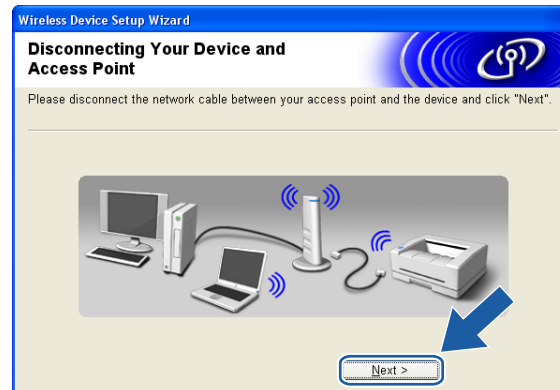 Wireless Device Setup Wizard
Disconnecting Your Device and
Access Point
Please disconnect the network cable between your access point and the device and click "Next".
Next >